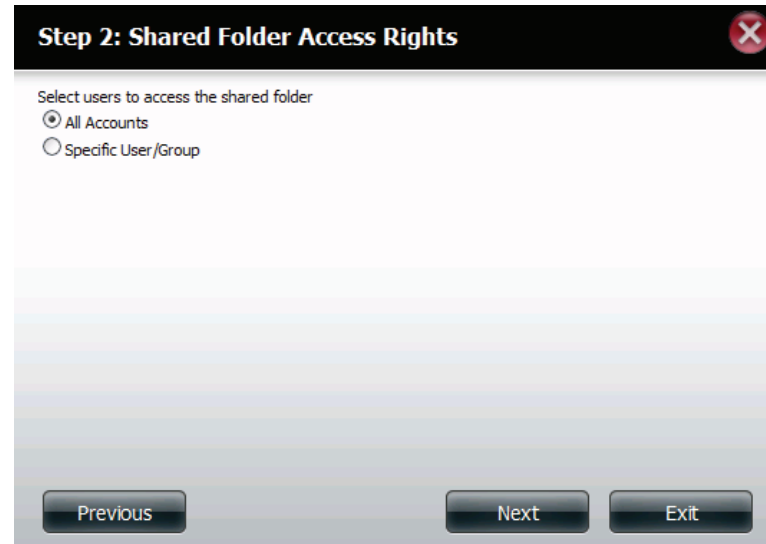 Step 2: Shared Folder Access Rights
Select users to access the shared folder
All Accounts
Specific User/Group
Previous Next Exit